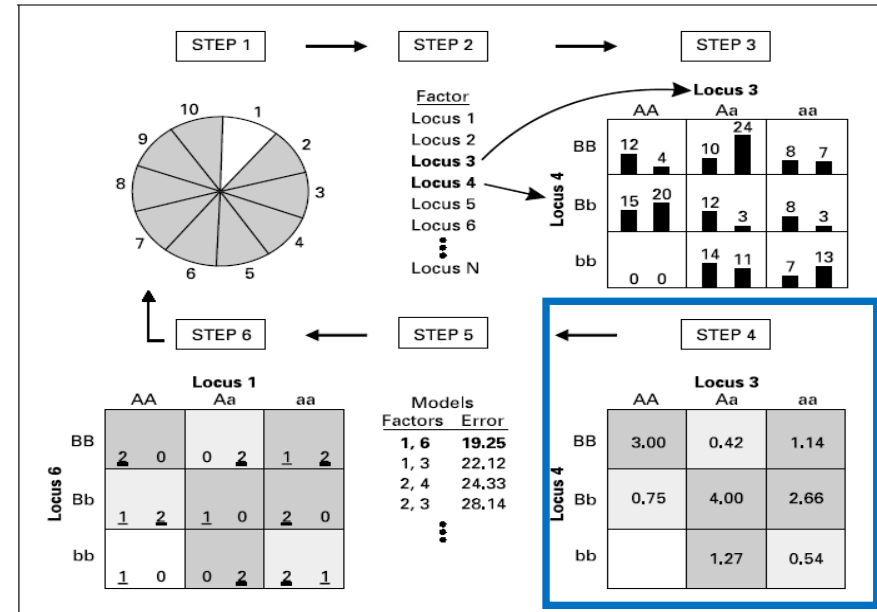 STEP 1
STEP 2
STEP 3
10
1
9
2
8
3
7
4
6
5
Factor
Locus 1
Locus 2
Locus 3
Locus 4
Locus 5
Locus 6
Locus N
Locus 3
AA Aa aa
Locus 4
BB 12 4 10 24 8 7
Bb 15 20 12 3 8 3
bb 0 0 14 11 7 13
STEP 6
STEP 5
STEP 4
Locus 1
AA Aa aa
Locus 6
BB 2 0 0 2 1 2
Bb 1 2 1 0 2 0
bb 1 0 0 2 2 1
Models
Factors Error
1, 6 19.25
1, 3 22.12
2, 4 24.33
2, 3 28.14
Locus 3
AA Aa aa
Locus 4
BB 3.00 0.42 1.14
Bb 0.75 4.00 2.66
bb 1.27 0.54